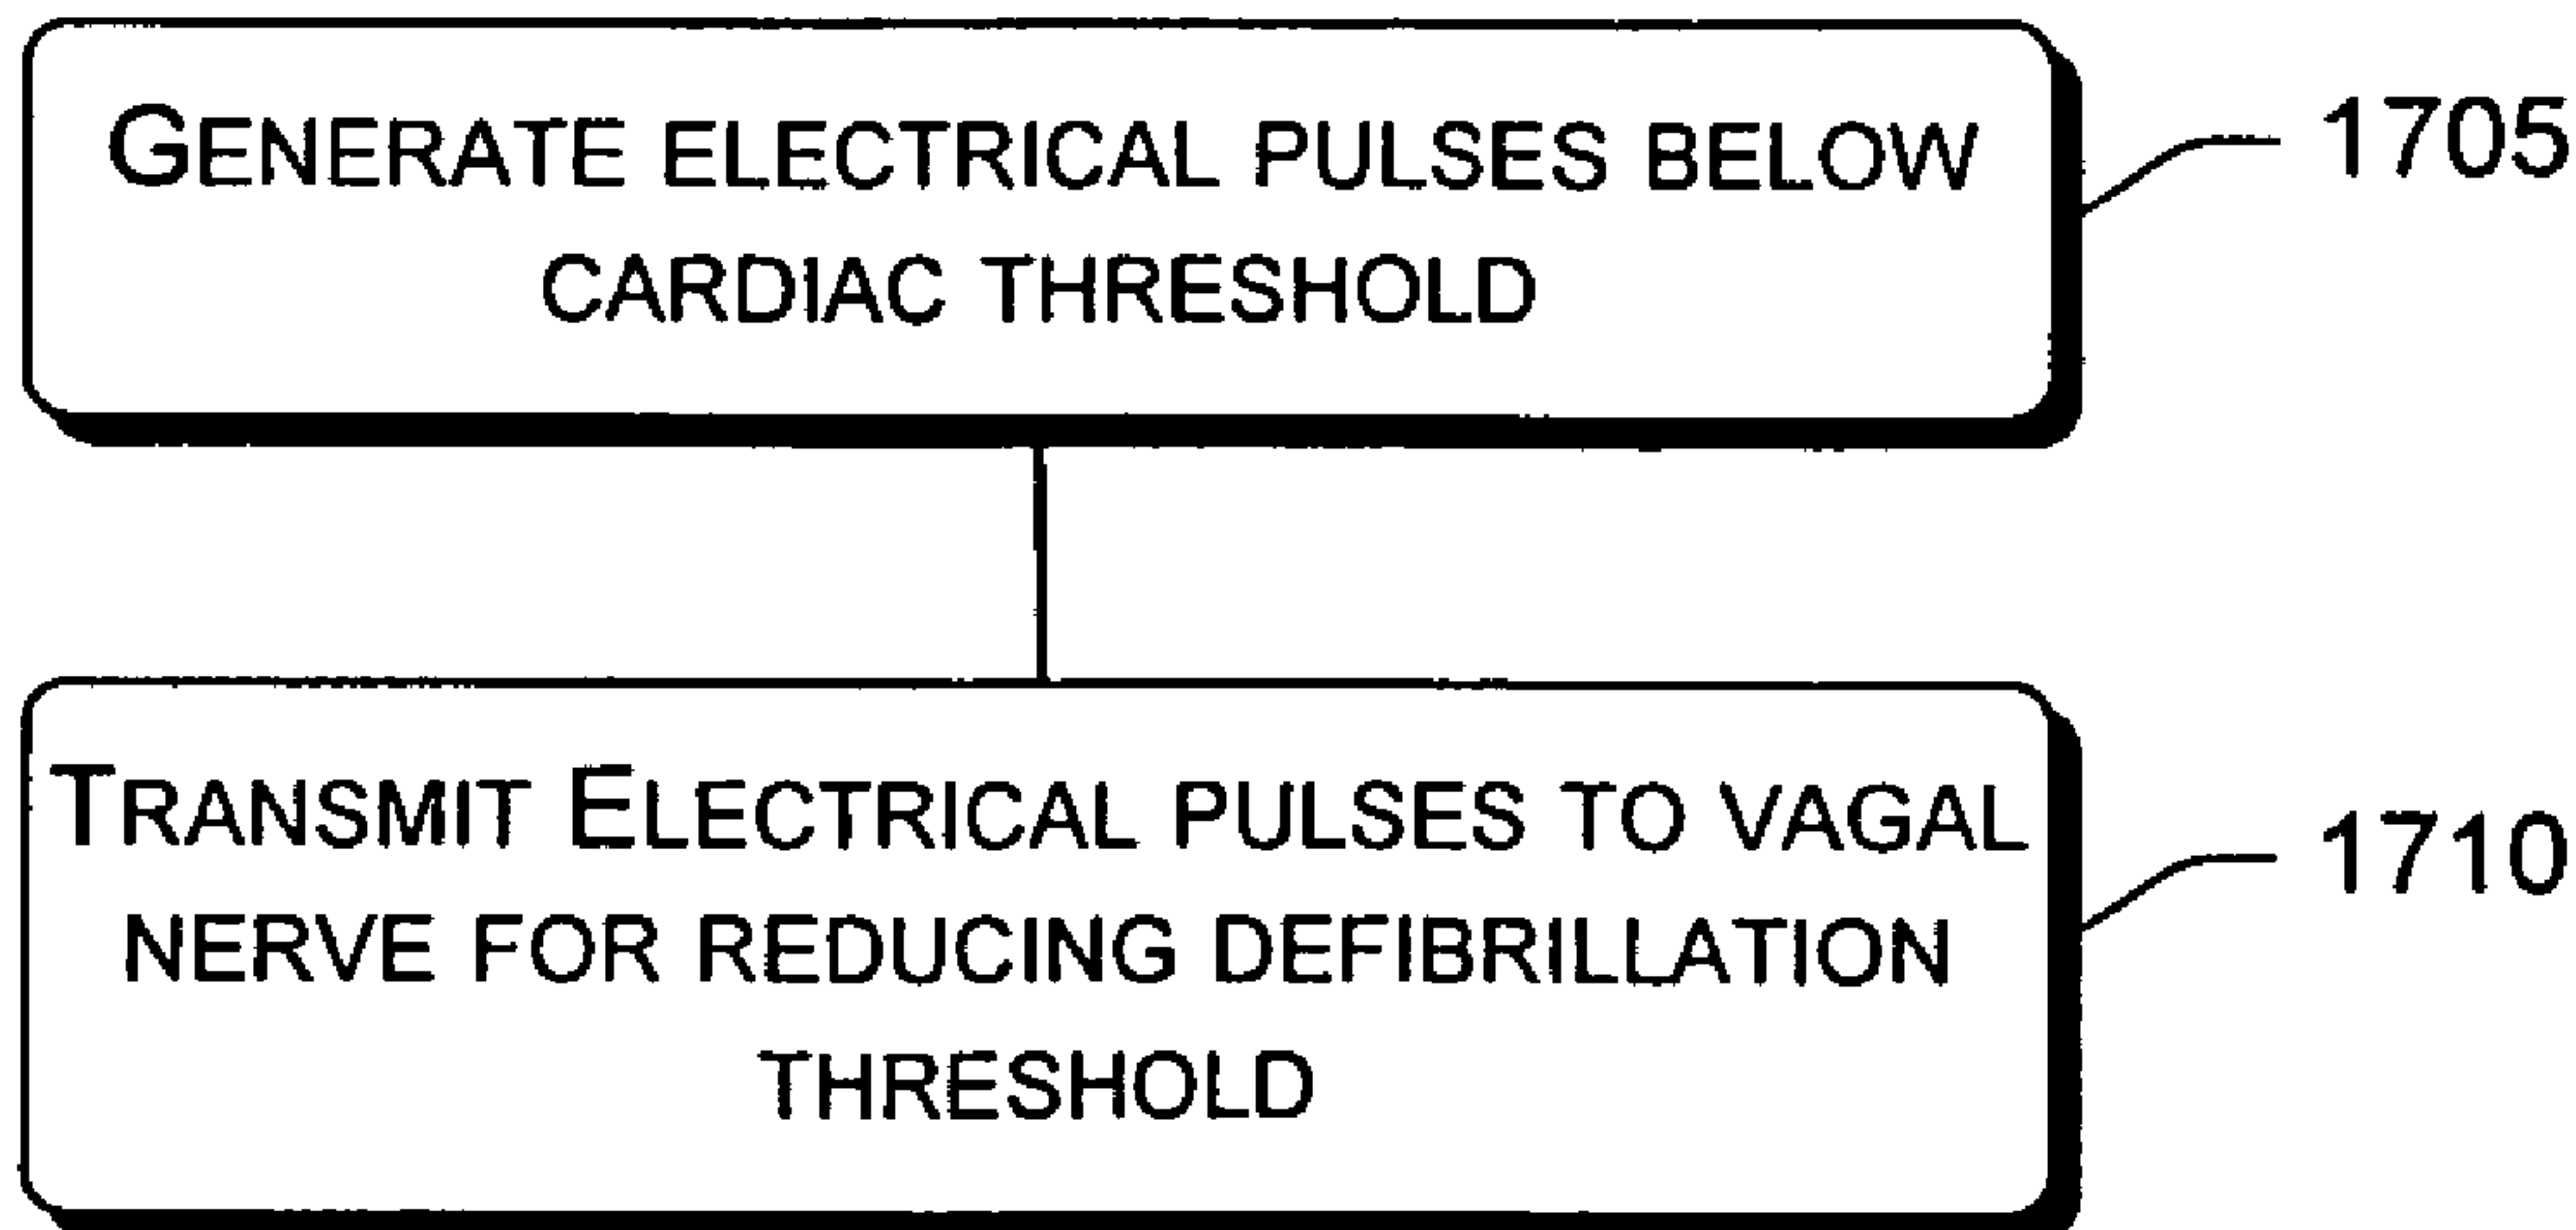 GENERATE ELECTRICAL PULSES BELOW
CARDIAC THRESHOLD
1705
TRANSMIT ELECTRICAL PULSES TO VAGAL
NERVE FOR REDUCING DEFIBRILLATION
THRESHOLD
1710